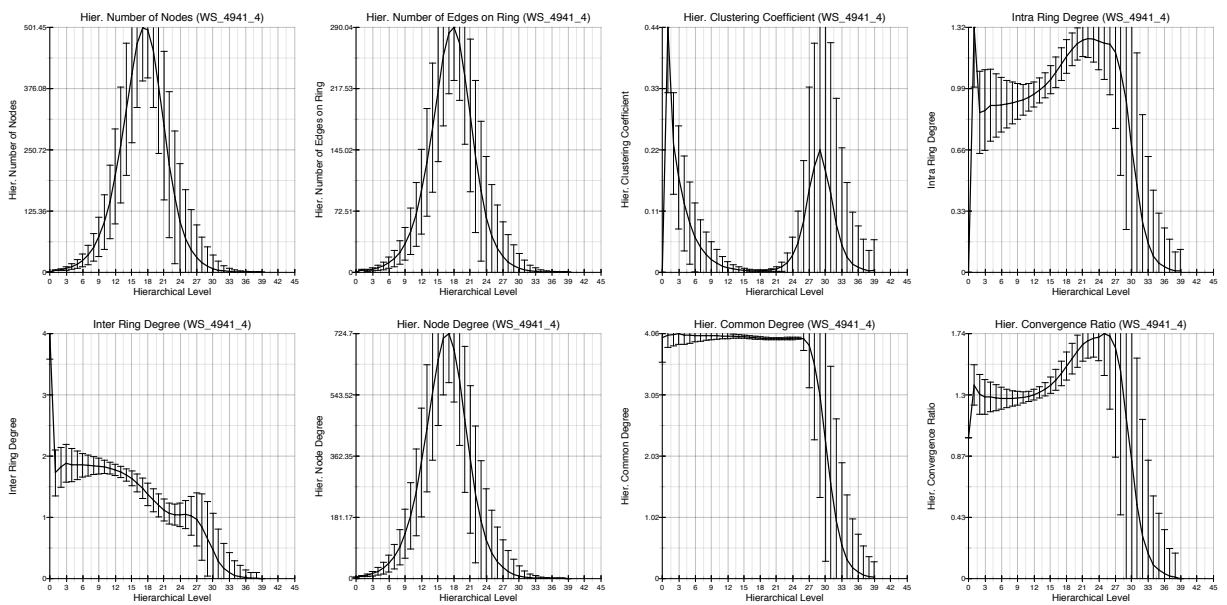 Hier. Number of Nodes (WS_4941_4)
501.45
376.08
250.72
125.36
0
Hier. Number of Nodes
0 3 6 9 12 15 18 21 24 27 30 33 36 39 42 45
Hierarchical Level
Hier. Number of Edges on Ring (WS_4941_4)
290.04
217.53
145.02
72.51
0
Hier. Number of Edges on Ring
0 3 6 9 12 15 18 21 24 27 30 33 36 39 42 45
Hierarchical Level
Hier. Clustering Coefficient (WS_4941_4)
0.44
0.33
0.22
0.11
0
Hier. Clustering Coefficient
0 3 6 9 12 15 18 21 24 27 30 33 36 39 42 45
Hierarchical Level
Intra Ring Degree (WS_4941_4)
1.32
0.99
0.66
0.33
0
Intra Ring Degree
0 3 6 9 12 15 18 21 24 27 30 33 36 39 42 45
Hierarchical Level
Inter Ring Degree (WS_4941_4)
4
3
2
1
0
Inter Ring Degree
0 3 6 9 12 15 18 21 24 27 30 33 36 39 42 45
Hierarchical Level
Hier. Node Degree (WS_4941_4)
724.7
543.52
362.35
181.17
0
Hier. Node Degree
0 3 6 9 12 15 18 21 24 27 30 33 36 39 42 45
Hierarchical Level
Hier. Common Degree (WS_4941_4)
4.06
3.05
2.03
1.02
0
Hier. Common Degree
0 3 6 9 12 15 18 21 24 27 30 33 36 39 42 45
Hierarchical Level
Hier. Convergence Ratio (WS_4941_4)
1.74
1.3
0.87
0.43
0
Hier. Convergence Ratio
0 3 6 9 12 15 18 21 24 27 30 33 36 39 42 45
Hierarchical Level